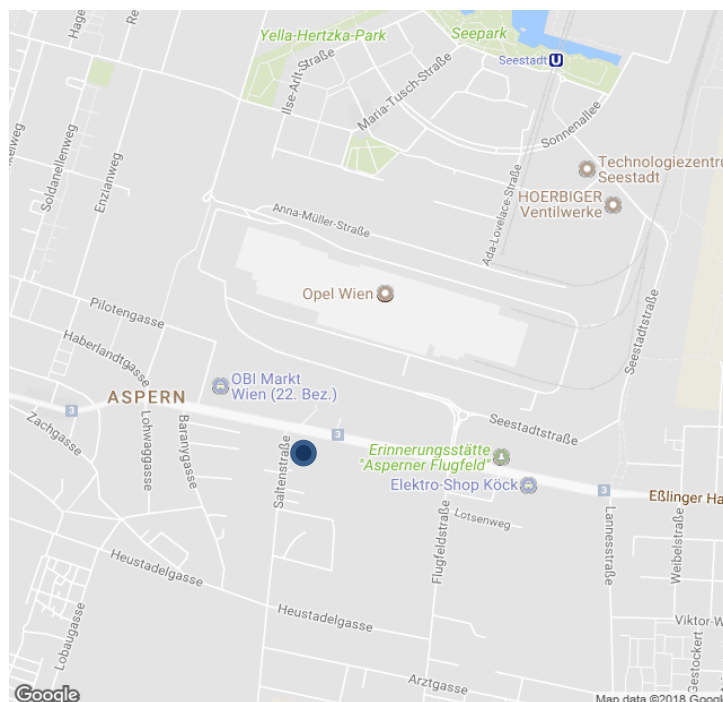 Yella-Hertzka-Park
Seepark
Seestadt U
Ilse-Arlt-Straße
Maria-Tusch-Straße
Sonnenallee
Technologiezentru
Seestadt
HOERBIGER
Ventilwerke
Soldanellenweg
Enzianweg
Anna-Müller-Straße
Ada-Lovelace-Straße
Opel Wien
Pilotengasse
Haberlandtgasse
Seestadtstraße
OBI Markt
Wien (22. Bez.)
ASPERN
3
Zachgasse
Lohwaggasse
Baranygasse
Saltenstraße
3
Seestadtstraße
Erinnerungsstätte
"Asperner Flugfeld"
Elektro-Shop Köck
3
Eßlinger Ha
Lotsenweg
Flugfeldstraße
Lannesstraße
Weibelstraße
Heustadelgasse
Heustadelgasse
Viktor-W
Lobaugasse
Gestockert
Arztgasse
Google
Map data ©2018 Google